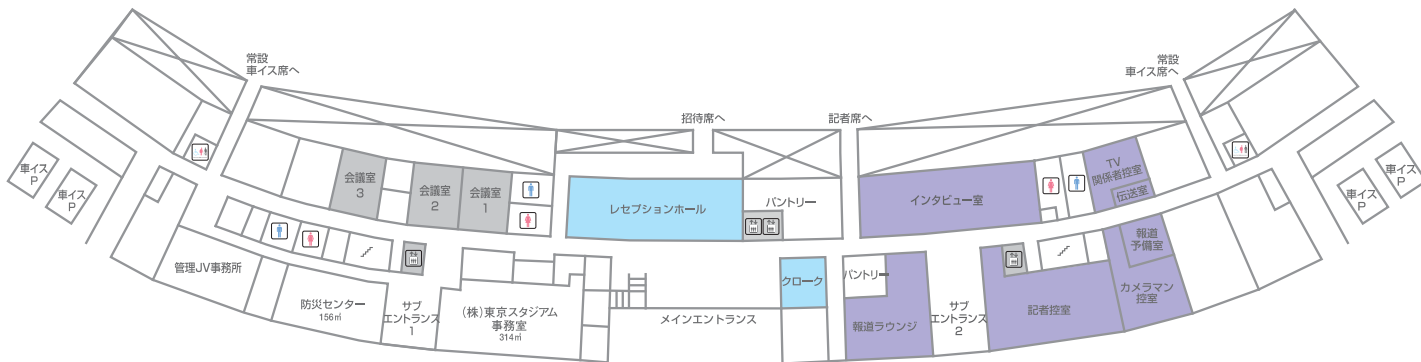 常設
車イス席へ
招待席へ
記者席へ
常設
車イス席へ
車イス
P
車イス
P
会議室
3
会議室
2
会議室
1
レセプションホール
パントリー
インタビュー室
TV
関係者控室
伝送室
車イス
P
車イス
P
管理JV事務所
防災センター
156㎡
サブ
エントランス
1
(株)東京スタジアム
事務室
314㎡
メインエントランス
クローク
パントリー
報道ラウンジ
サブ
エントランス
2
記者控室
報道
予備室
カメラマン
控室